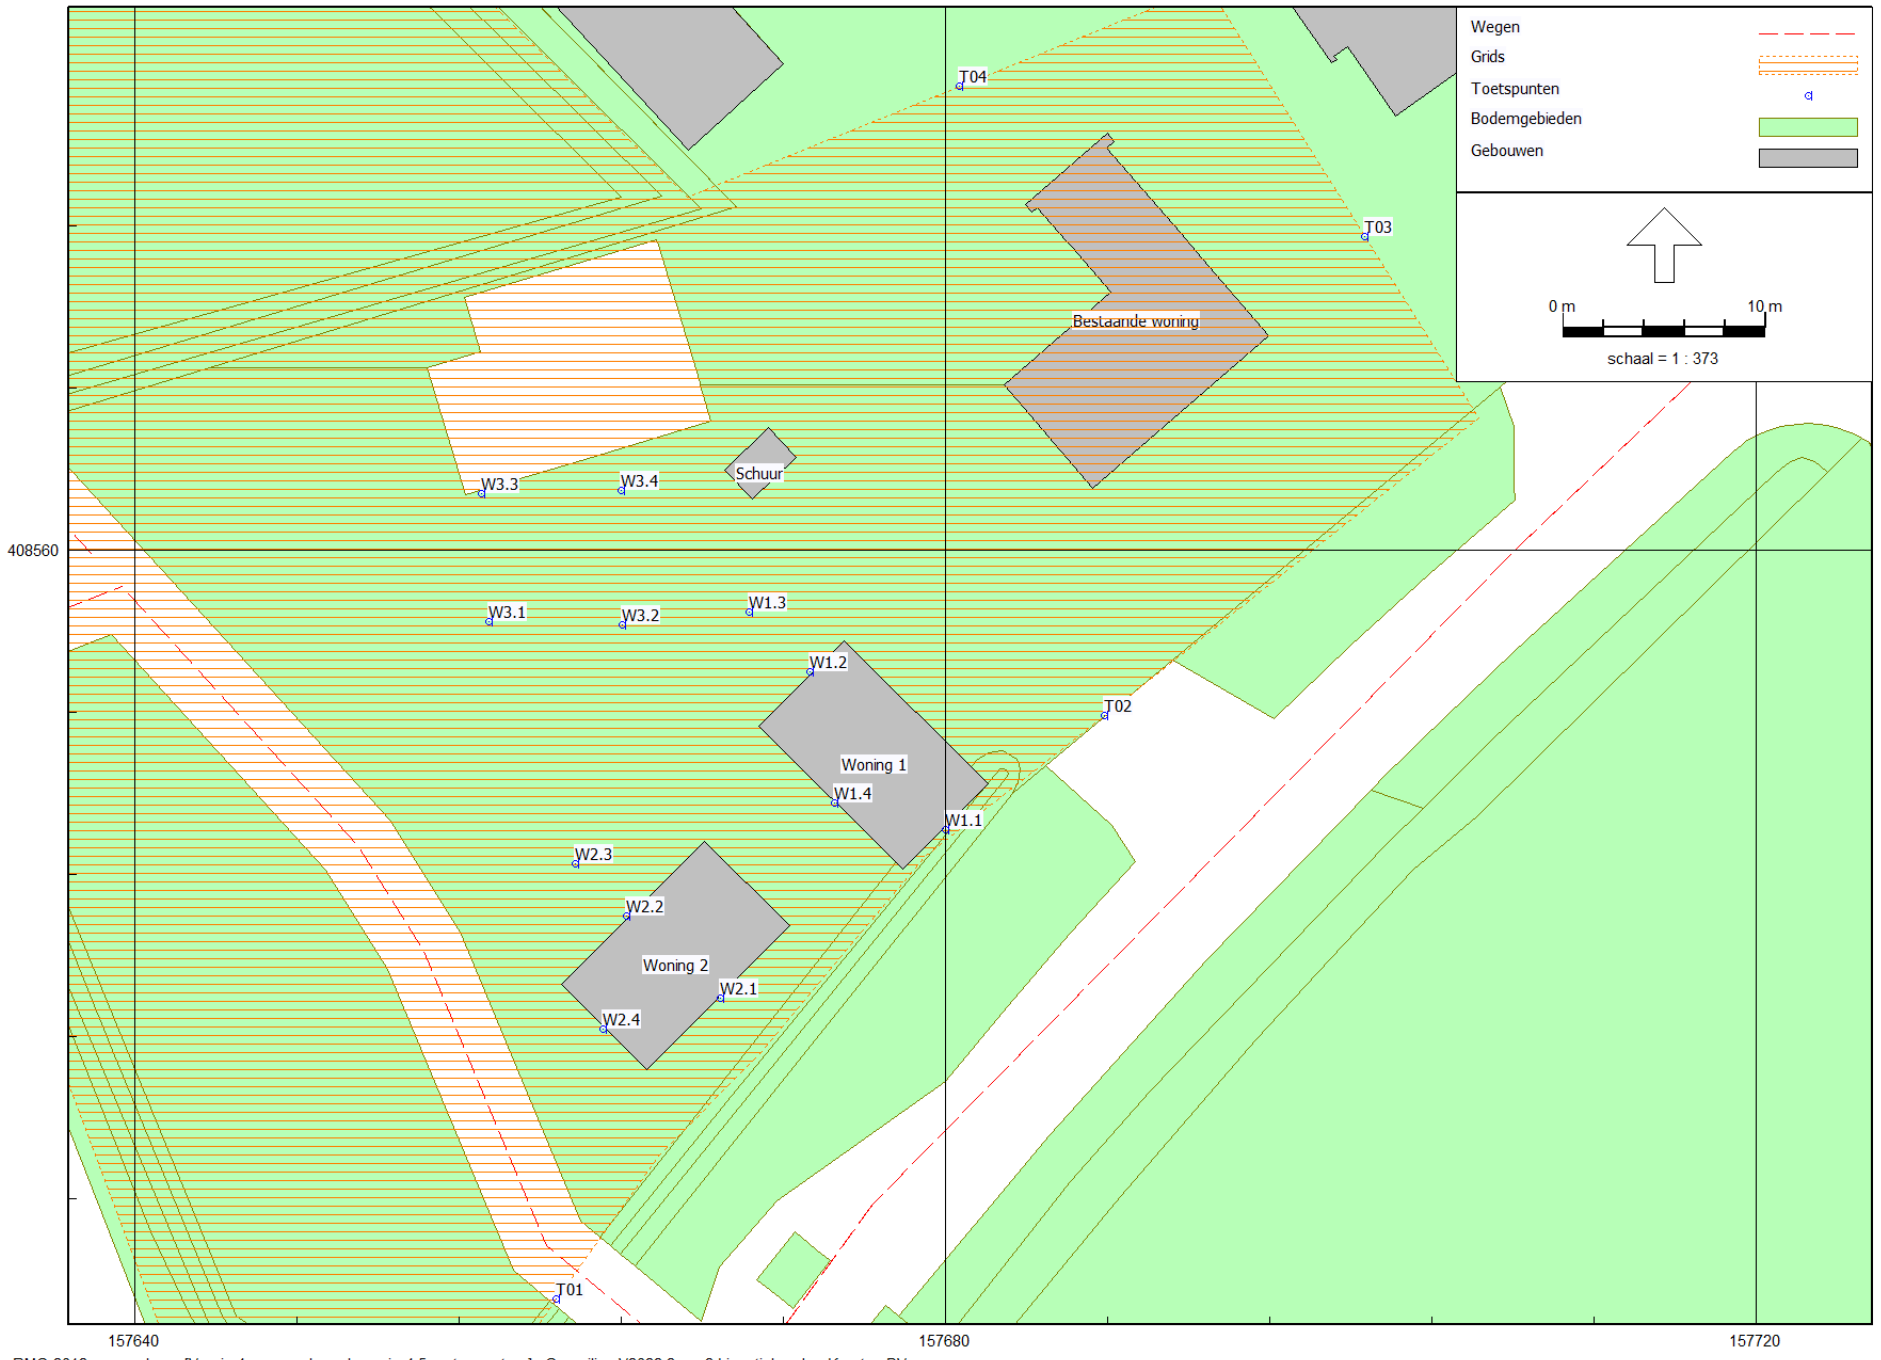 Wegen
Grids
Toetspunten
Bodemgebieden
Gebouwen
0 m 10 m
schaal = 1 : 373
T04
T03
Bestaande woning
Schuur
W3.3
W3.4
408560
W3.1
W3.2
W1.3
W1.2
T02
Woning 1
W1.4
W1.1
W2.3
W2.2
Woning 2
W2.1
W2.4
T01
157640
157680
157720